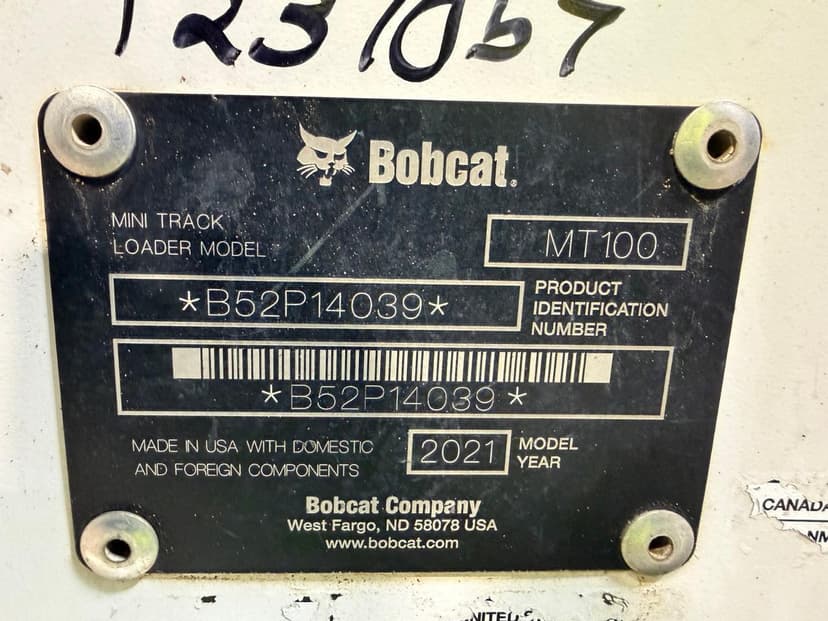 1231057
Bobcat®
MINI TRACK
LOADER MODEL
MT100
*B52P14039*
PRODUCT
IDENTIFICATION
NUMBER
*B52P14039*
MADE IN USA WITH DOMESTIC
AND FOREIGN COMPONENTS
2021
MODEL
YEAR
Bobcat Company
West Fargo, ND 58078 USA
www.bobcat.com
CANADA